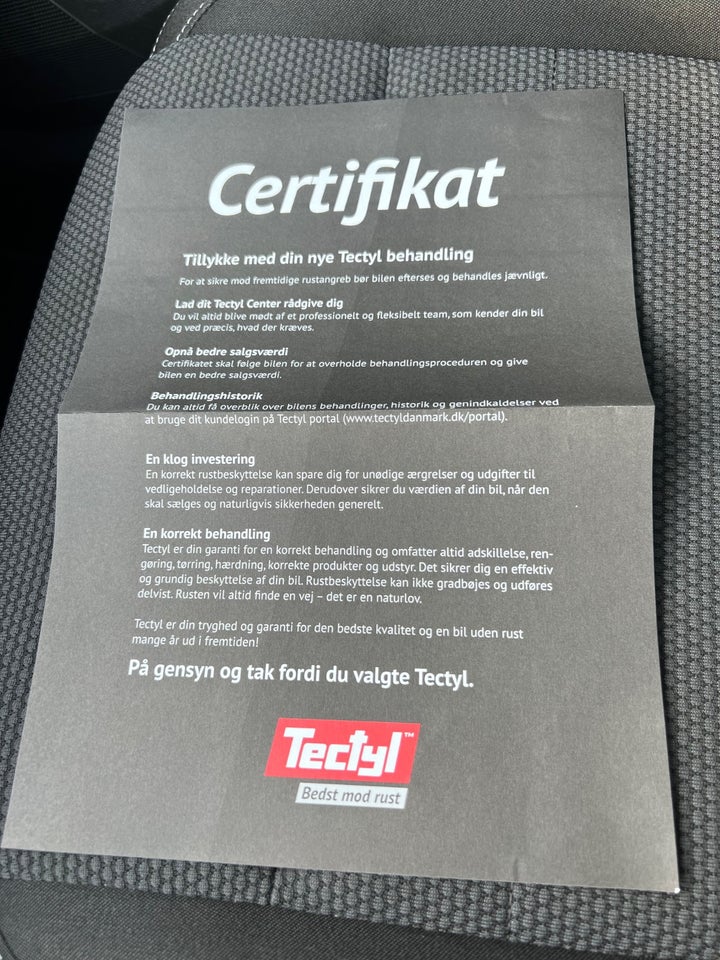 Certifikat
Tillykke med din nye Tectyl behandling
For at sikre mod fremtidige rustangreb bør bilen efterses og behandles jævnligt.
Lad dit Tectyl Center rådgive dig
Du vil altid blive mødt af et professionelt og fleksibelt team, som kender din bil
og ved præcis, hvad der kræves.
Opnå bedre salgsværdi
Certifikatet skal følge bilen for at overholde behandlingsproceduren og give
bilen en bedre salgsværdi.
Behandlingshistorik
Du kan altid få overblik over bilens behandlinger, historik og genindkaldelser ved
at bruge dit kundelogin på Tectyl portal (www.tectyldanmark.dk/portal).
En klog investering
En korrekt rustbeskyttelse kan spare dig for unødige ærgrelser og udgifter til
vedligeholdelse og reparationer. Derudover sikrer du værdien af din bil, når den
skal sælges og naturligvis sikkerheden generelt.
En korrekt behandling
Tectyl er din garanti for en korrekt behandling og omfatter altid adskillelse, ren-
gøring, tørring, hærdning, korrekte produkter og udstyr. Det sikrer dig en effektiv
og grundig beskyttelse af din bil. Rustbeskyttelse kan ikke gradbøjes og udføres
delvist. Rusten vil altid finde en vej – det er en naturlov.
Tectyl er din tryghed og garanti for den bedste kvalitet og en bil uden rust
mange år ud i fremtiden!
På gensyn og tak fordi du valgte Tectyl.
Tectyl™
Bedst mod rust